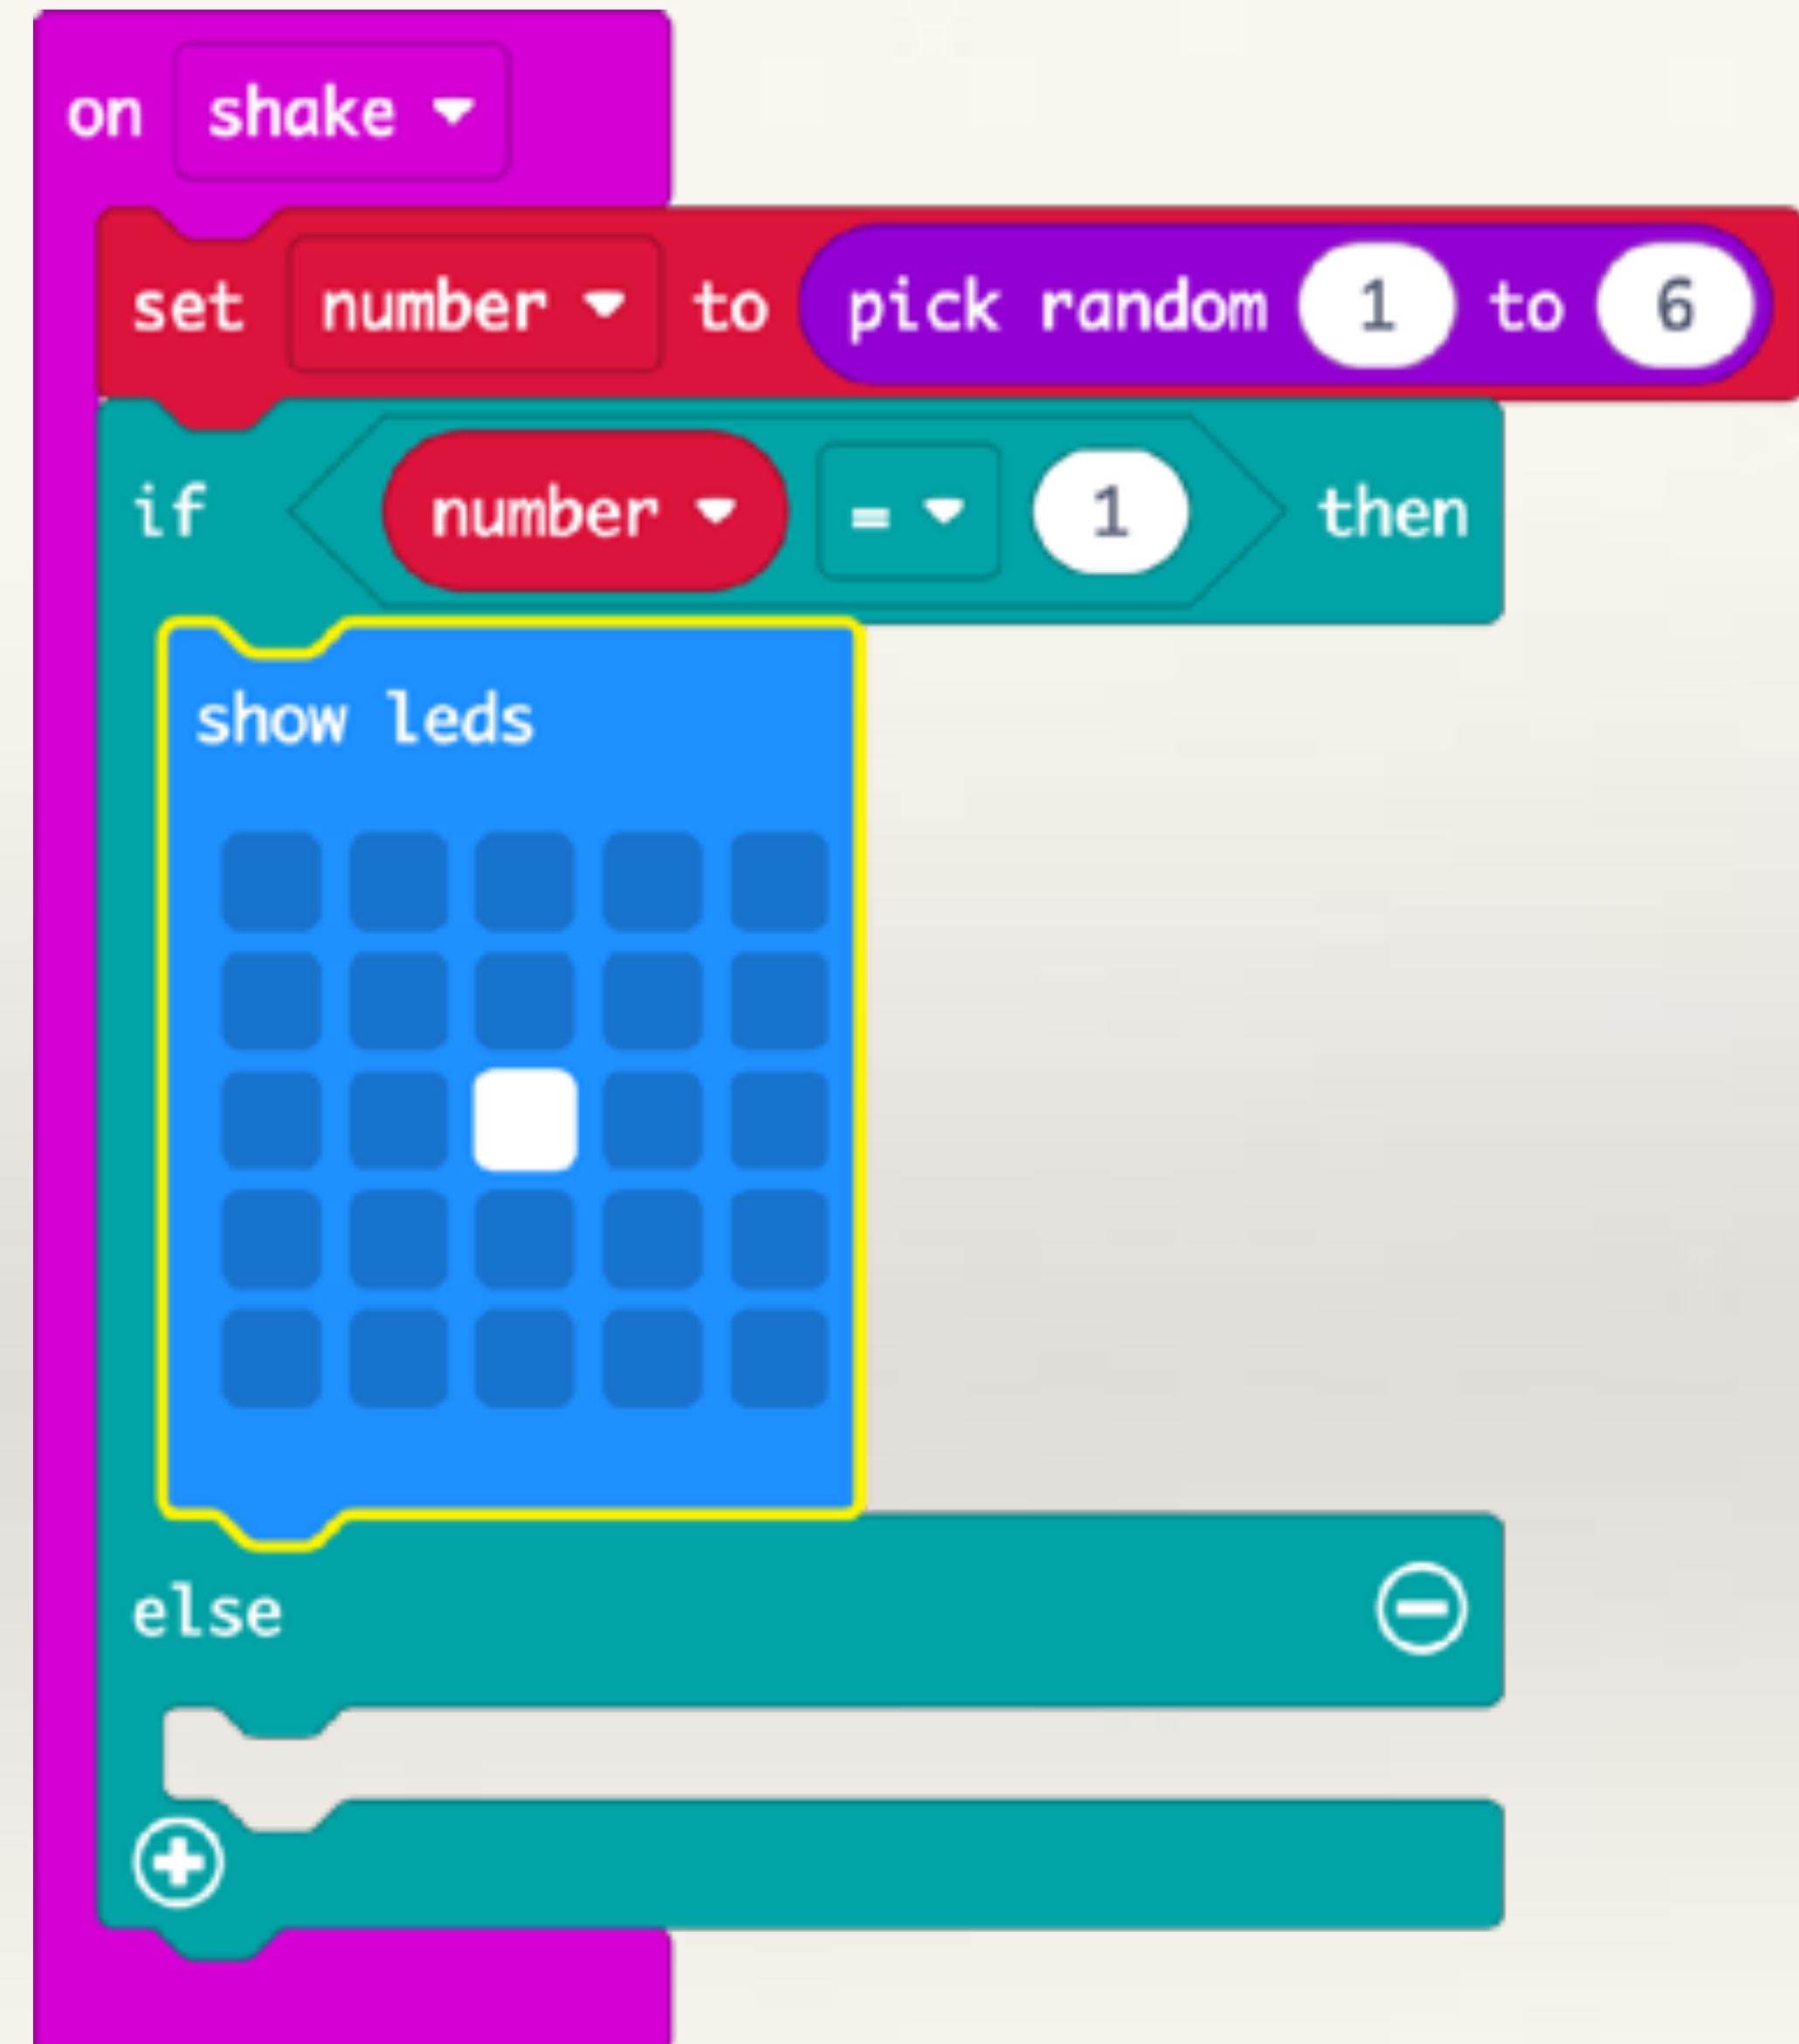 on shake
set number to pick random 1 to 6
if number = 1 then
show leds
else